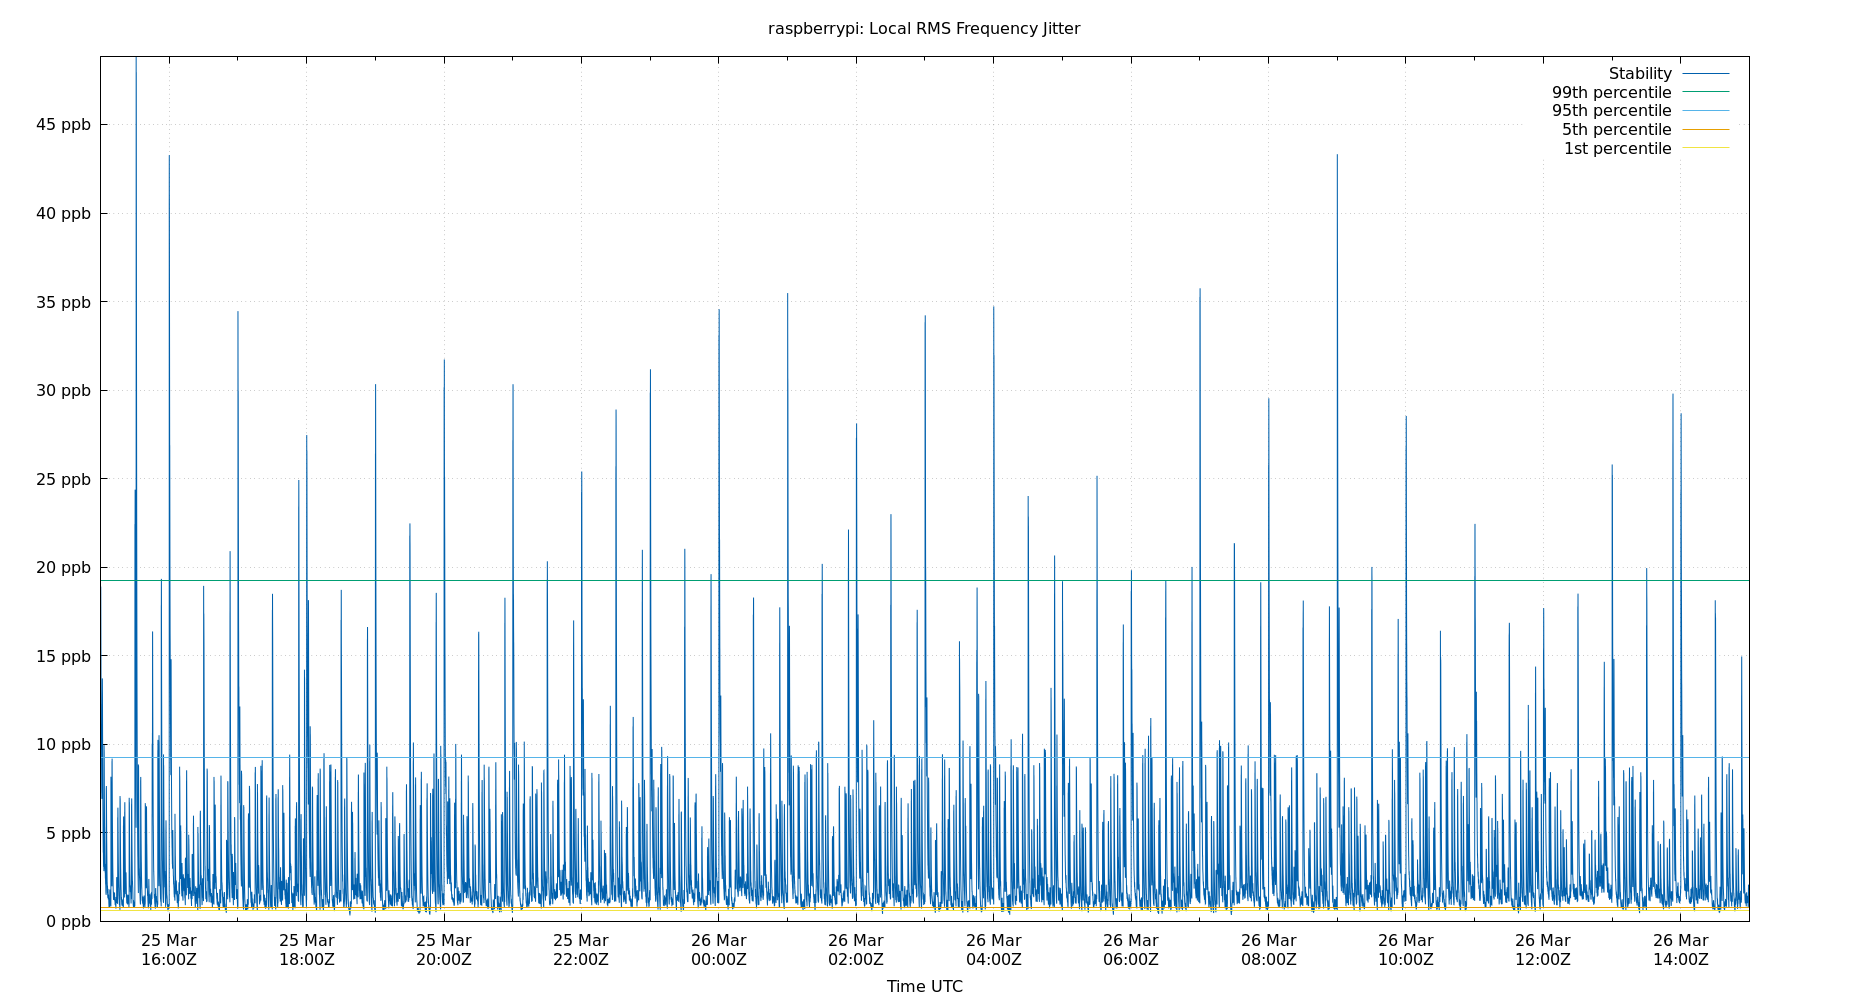 raspberrypi: Local RMS Frequency Jitter
Stability
99th percentile
95th percentile
5th percentile
1st percentile
45 ppb
40 ppb
35 ppb
30 ppb
25 ppb
20 ppb
15 ppb
10 ppb
5 ppb
0 ppb
25 Mar 25 Mar 25 Mar 25 Mar 26 Mar 26 Mar 26 Mar 26 Mar 26 Mar 26 Mar 26 Mar 26 Mar
16:00Z 18:00Z 20:00Z 22:00Z 00:00Z 02:00Z 04:00Z 06:00Z 08:00Z 10:00Z 12:00Z 14:00Z
Time UTC